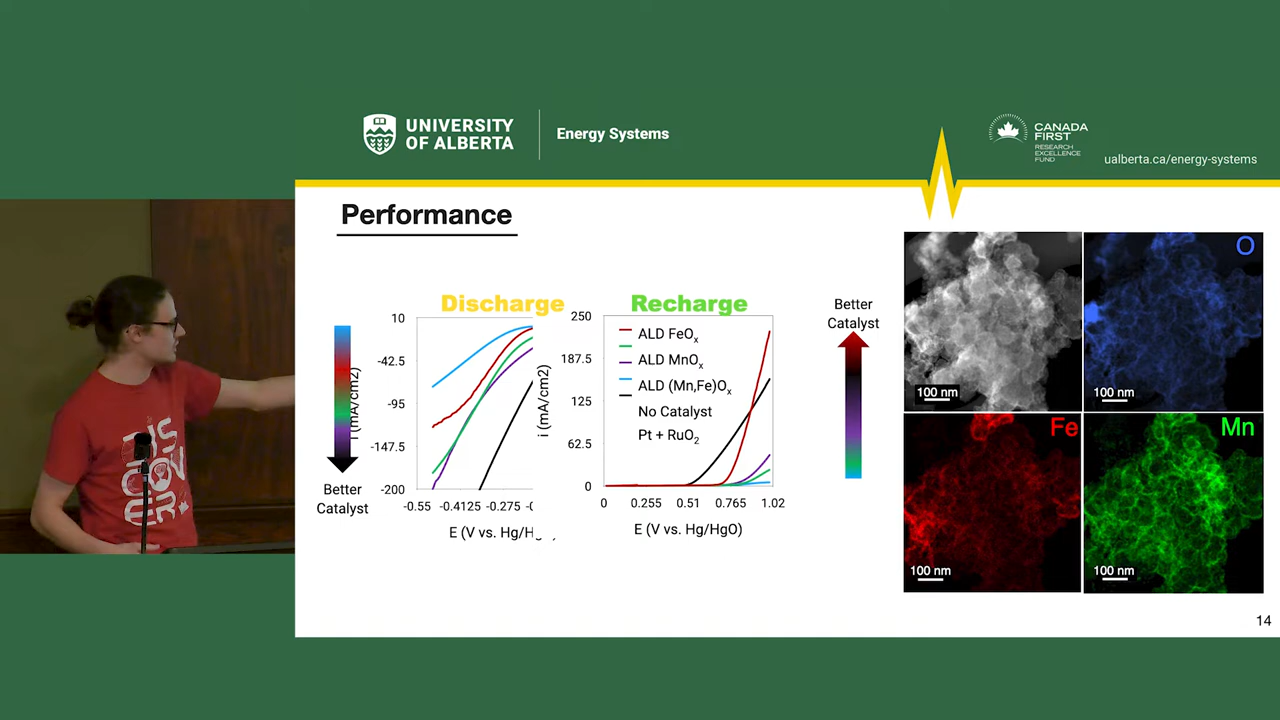 UNIVERSITY
OF ALBERTA
Energy Systems
CANADA
FIRST
RESEARCH
EXCELLENCE
FUND
ualberta.ca/energy-systems
Performance
Discharge
Recharge
Better
Catalyst
i (mA/cm2)
10
-42.5
-95
-147.5
-200
-0.55 -0.4125 -0.275
E (V vs. Hg/
Better
Catalyst
i (mA/cm2)
250
187.5
125
62.5
0
ALD FeOx
ALD MnOx
ALD (Mn,Fe)Ox
No Catalyst
Pt + RuO2
0 0.255 0.51 0.765 1.02
E (V vs. Hg/HgO)
O
Fe
Mn
100 nm
100 nm
100 nm
100 nm
14